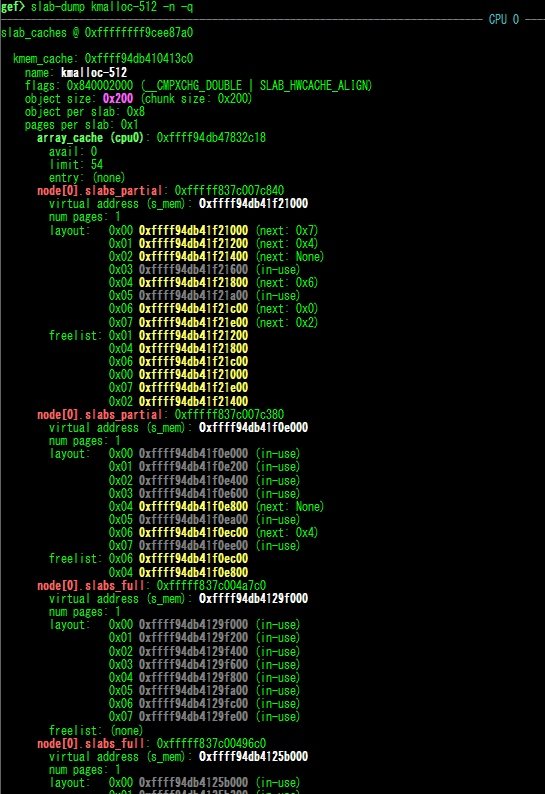 gef> slab-dump kmalloc-512 -n -q
CPU 0
slab_caches @ 0xffffffff9cee87a0
kmem_cache: 0xffff94db410413c0
name: kmalloc-512
flags: 0x840002000 (__CMPXCHG_DOUBLE | SLAB_HWCACHE_ALIGN)
object size: 0x200 (chunk size: 0x200)
object per slab: 0x8
pages per slab: 0x1
array_cache (cpu0): 0xffff94db47832c18
avail: 0
limit: 54
entry: (none)
node[0].slabs_partial: 0xfffff837c007c840
virtual address (s_mem): 0xffff94db41f21000
num pages: 1
layout: 0x00 0xffff94db41f21000 (next: 0x7)
0x01 0xffff94db41f21200 (next: 0x4)
0x02 0xffff94db41f21400 (next: None)
0x03 0xffff94db41f21600 (in-use)
0x04 0xffff94db41f21800 (next: 0x6)
0x05 0xffff94db41f21a00 (in-use)
0x06 0xffff94db41f21c00 (next: 0x0)
0x07 0xffff94db41f21e00 (next: 0x2)
freelist: 0x01 0xffff94db41f21200
0x04 0xffff94db41f21800
0x06 0xffff94db41f21c00
0x00 0xffff94db41f21000
0x07 0xffff94db41f21e00
0x02 0xffff94db41f21400
node[0].slabs_partial: 0xfffff837c007c380
virtual address (s_mem): 0xffff94db41f0e000
num pages: 1
layout: 0x00 0xffff94db41f0e000 (in-use)
0x01 0xffff94db41f0e200 (in-use)
0x02 0xffff94db41f0e400 (in-use)
0x03 0xffff94db41f0e600 (in-use)
0x04 0xffff94db41f0e800 (next: None)
0x05 0xffff94db41f0ea00 (in-use)
0x06 0xffff94db41f0ec00 (next: 0x4)
0x07 0xffff94db41f0ee00 (in-use)
freelist: 0x06 0xffff94db41f0ec00
0x04 0xffff94db41f0e800
node[0].slabs_full: 0xfffff837c004a7c0
virtual address (s_mem): 0xffff94db4129f000
num pages: 1
layout: 0x00 0xffff94db4129f000 (in-use)
0x01 0xffff94db4129f200 (in-use)
0x02 0xffff94db4129f400 (in-use)
0x03 0xffff94db4129f600 (in-use)
0x04 0xffff94db4129f800 (in-use)
0x05 0xffff94db4129fa00 (in-use)
0x06 0xffff94db4129fc00 (in-use)
0x07 0xffff94db4129fe00 (in-use)
freelist: (none)
node[0].slabs_full: 0xfffff837c00496c0
virtual address (s_mem): 0xffff94db4125b000
num pages: 1
layout: 0x00 0xffff94db4125b000 (in-use)